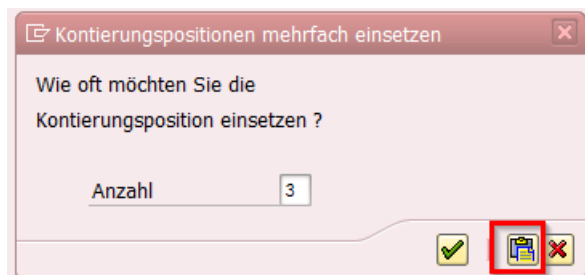 Kontierungspositionen mehrfach einsetzen
Wie oft möchten Sie die
Kontierungsposition einsetzen ?
Anzahl 3